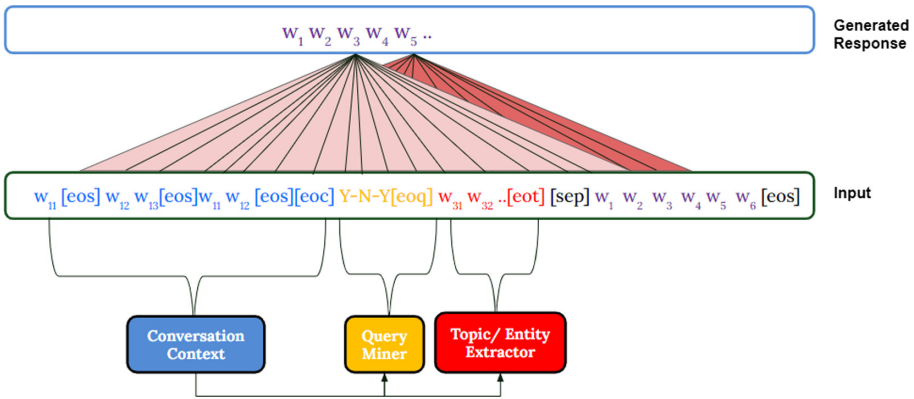 w1 w2 w3 w4 w5 ..
Generated
Response
w11 [eos] w12 w13[eos]w11 w12 [eos][eoc] Y-N-Y[eoq] w31 w32 ..[eot] [sep] w1 w2 w3 w4 w5 w6 [eos]
Input
Conversation
Context
Query
Miner
Topic/ Entity
Extractor